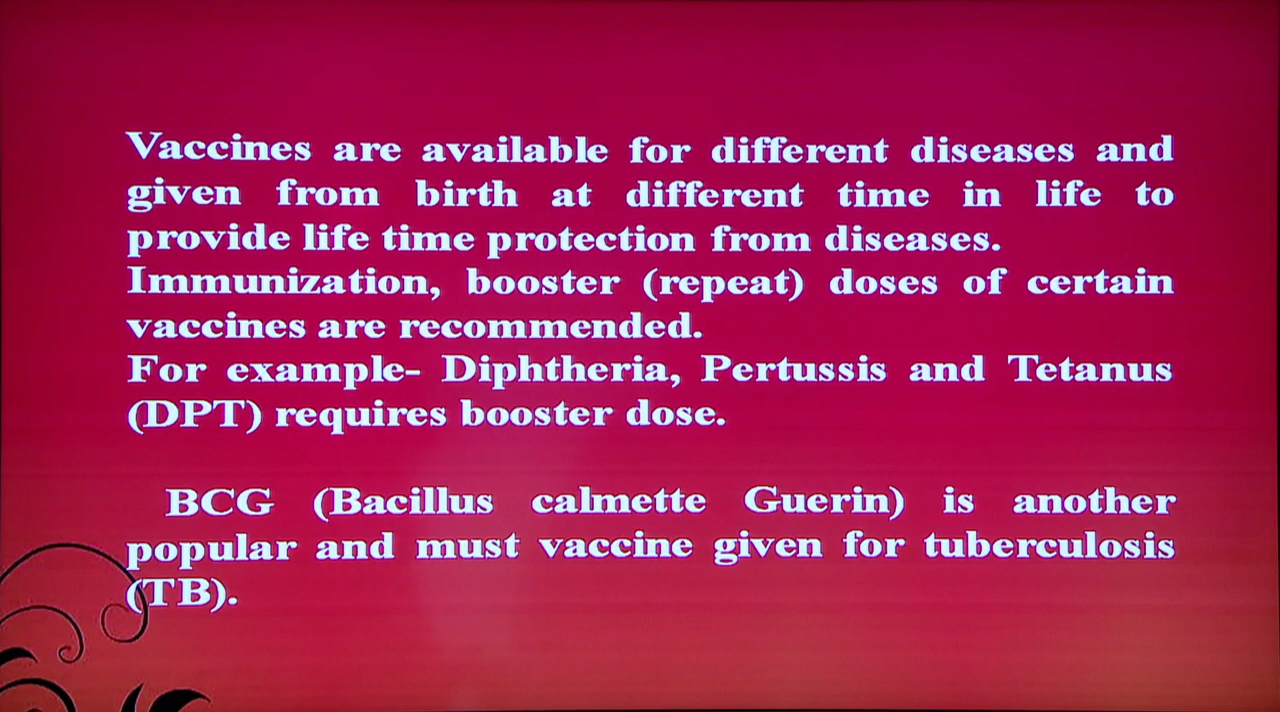 Vaccines are available for different diseases and
given from birth at different time in life to
provide life time protection from diseases.
Immunization, booster (repeat) doses of certain
vaccines are recommended.
For example- Diphtheria, Pertussis and Tetanus
(DPT) requires booster dose.
BCG (Bacillus calmette Guerin) is another
popular and must vaccine given for tuberculosis
(TB).